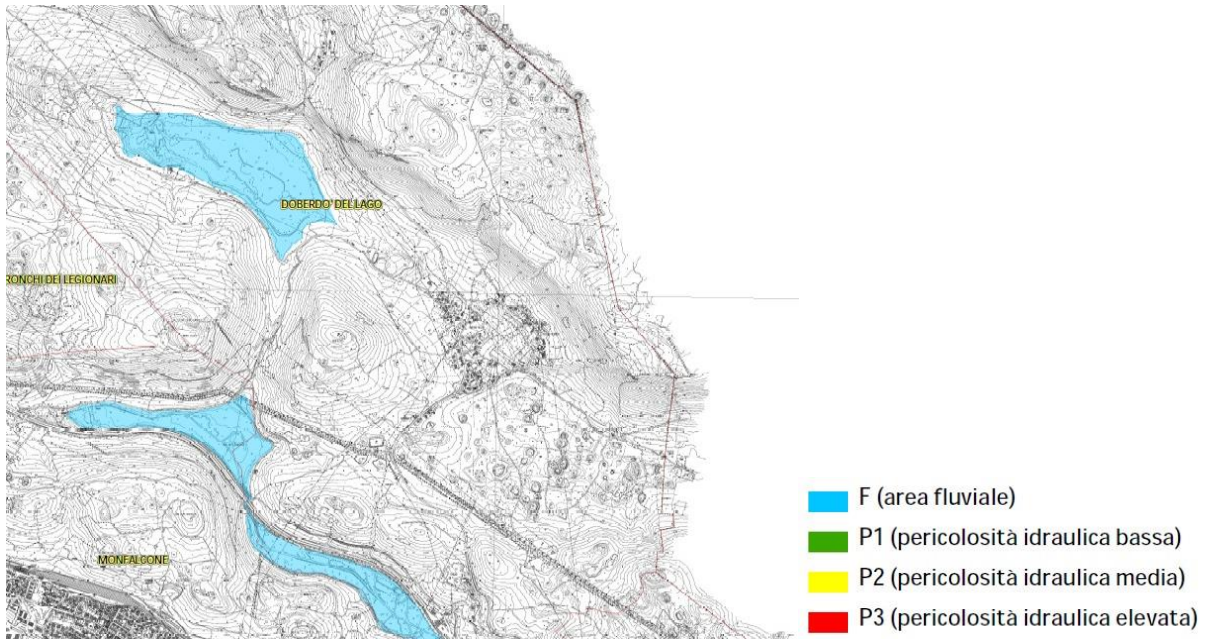 DOBERDO' DEL LAGO
RONCHI DEI LEGIONARI
MONFALCONE
F (area fluviale)
P1 (pericolosità idraulica bassa)
P2 (pericolosità idraulica media)
P3 (pericolosità idraulica elevata)